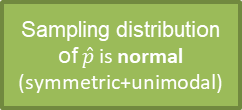 Sampling distribution
of p̂ is normal
(symmetric+unimodal)